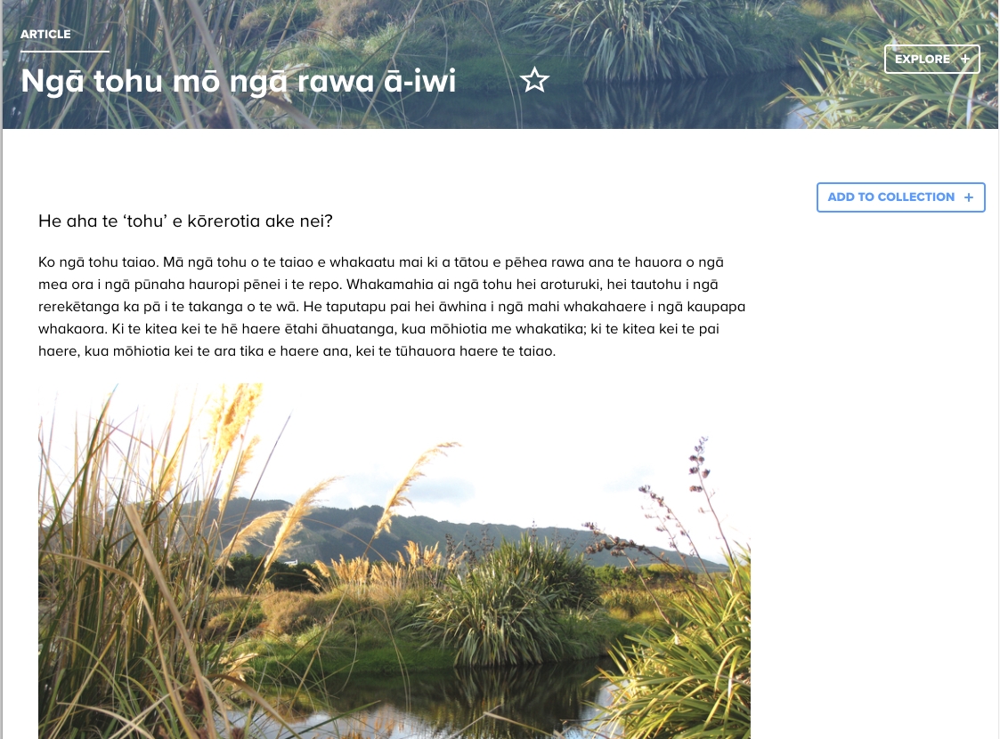 ARTICLE
Ngā tohu mō ngā rawa ā-iwi
EXPLORE +
ADD TO COLLECTION +
He aha te ‘tohu’ e kōrerotia ake nei?
Ko ngā tohu taiao. Mā ngā tohu o te taiao e whakaatu mai ki a tātou e pēhea rawa ana te hauora o ngā
mea ora i ngā pūnaha hauropi pēnei i te repo. Whakamahia ai ngā tohu hei aroturuki, hei tautohu i ngā
rerekētanga ka pā i te takanga o te wā. He taputapu pai hei āwhina i ngā mahi whakahaere i ngā kaupapa
whakaora. Ki te kitea kei te hē haere ētahi āhuatanga, kua mōhiotia me whakatika; ki te kitea kei te pai
haere, kua mōhiotia kei te ara tika e haere ana, kei te tūhauora haere te taiao.